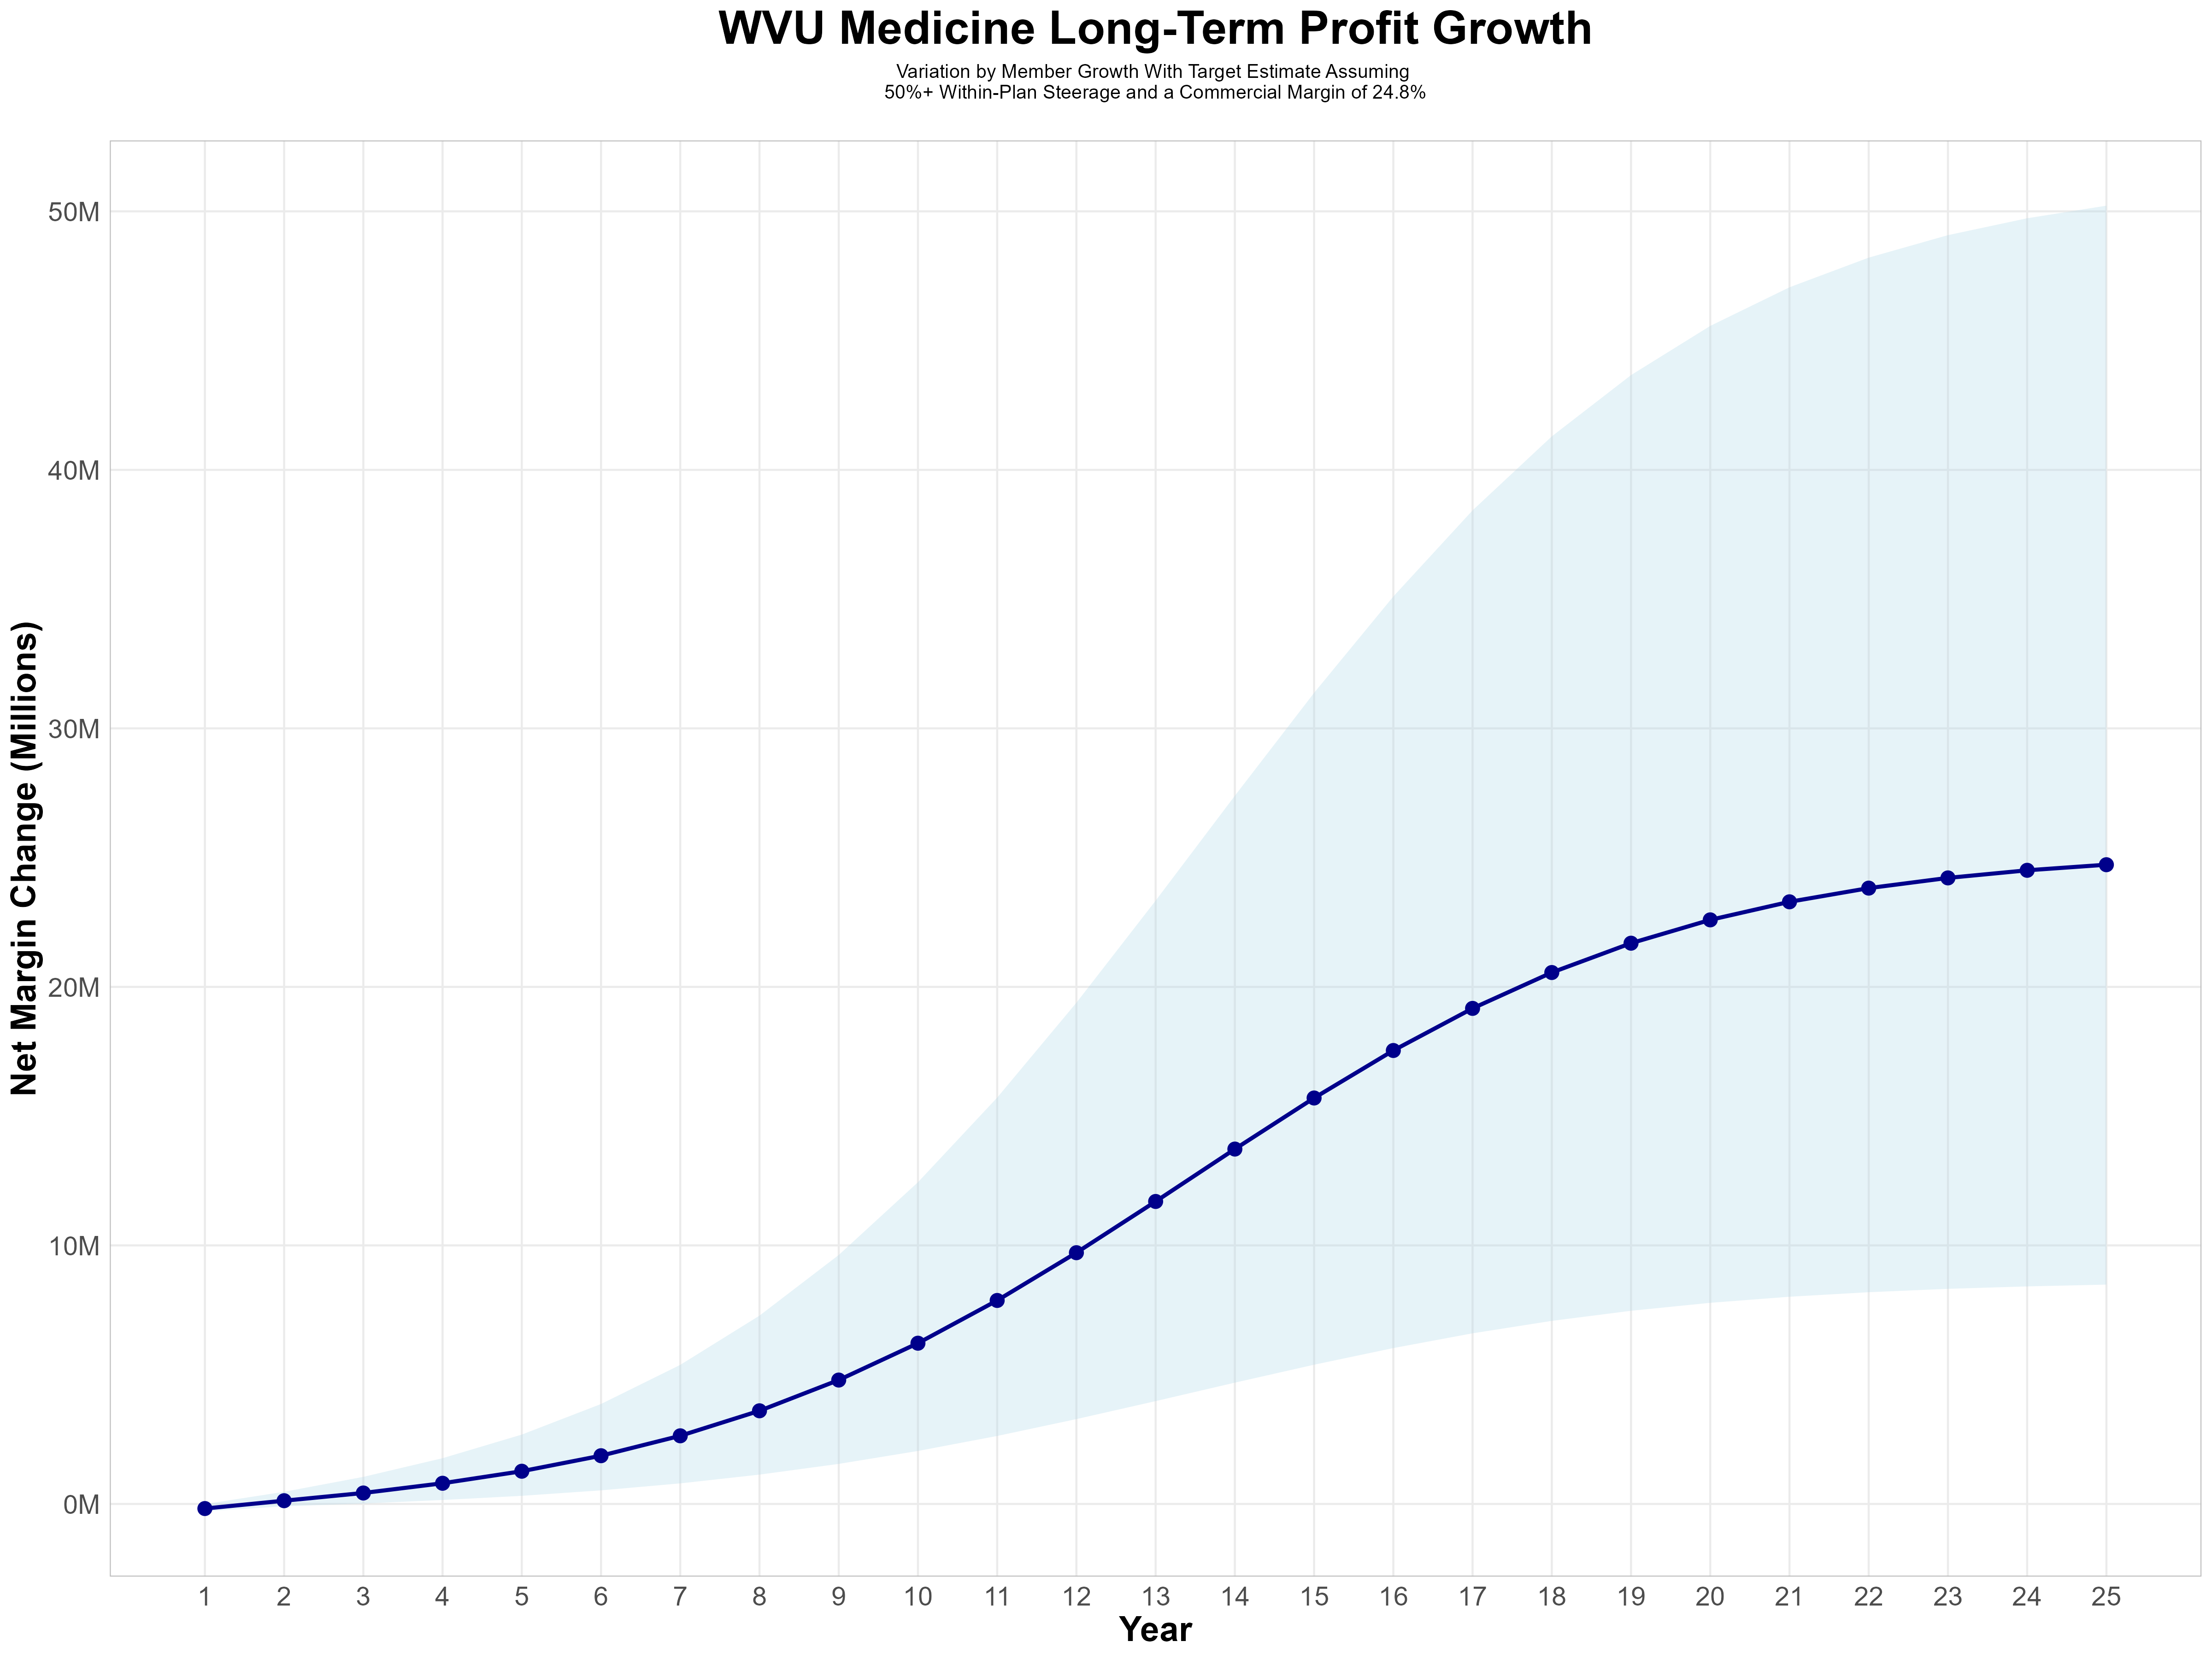 WVU Medicine Long-Term Profit Growth
Variation by Member Growth With Target Estimate Assuming
50%+ Within-Plan Steerage and a Commercial Margin of 24.8%
Net Margin Change (Millions)
50M
40M
30M
20M
10M
0M
1 2 3 4 5 6 7 8 9 10 11 12 13 14 15 16 17 18 19 20 21 22 23 24 25
Year